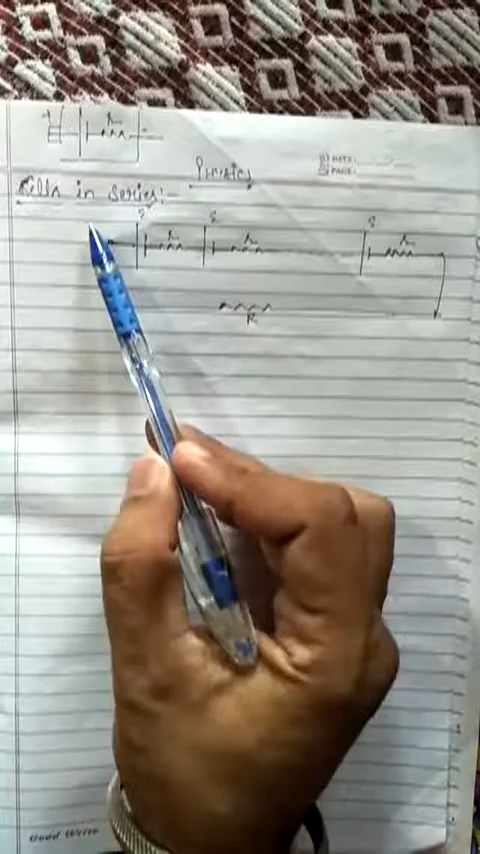 r
Physics
DATE:
PAGE:
Cells in series:-
ε ε ε
r r r
R
Good Write